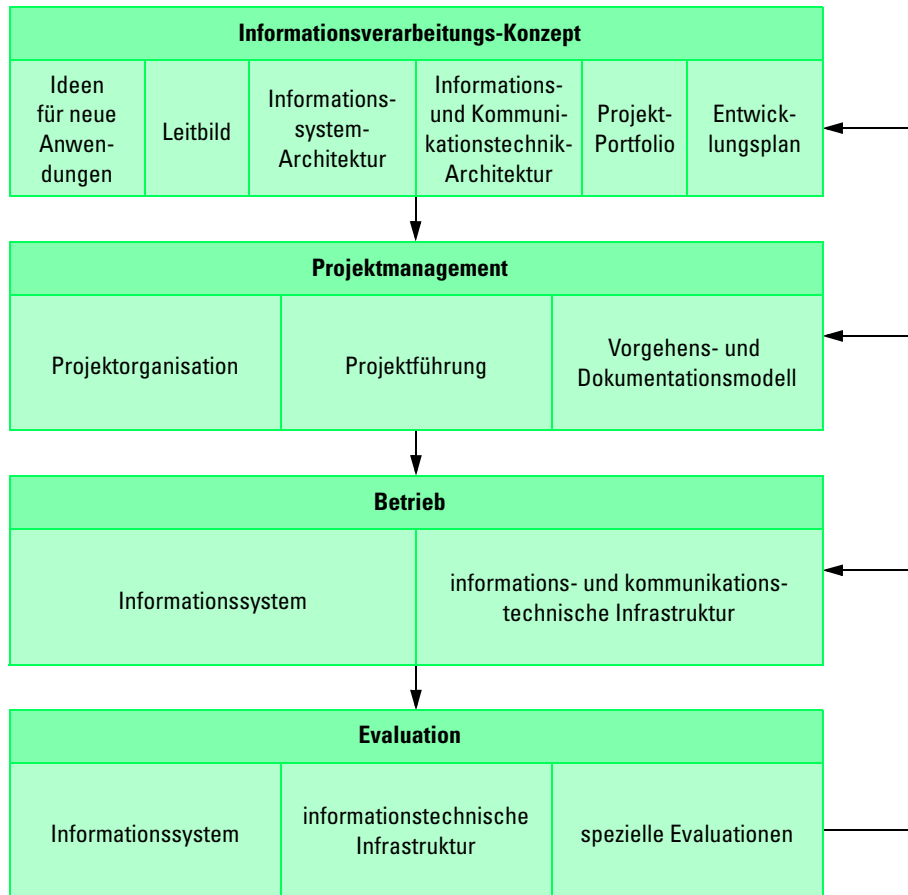 Informationsverarbeitungs-Konzept
Ideen
für neue
Anwen-
dungen
Leitbild
Informations-
system-
Architektur
Informations-
und Kommuni-
kationstechnik-
Architektur
Projekt-
Portfolio
Entwick-
lungsplan
Projektmanagement
Projektorganisation
Projektführung
Vorgehens- und
Dokumentationsmodell
Betrieb
Informationssystem
informations- und kommunikations-
technische Infrastruktur
Evaluation
Informationssystem
informationstechnische
Infrastruktur
spezielle Evaluationen